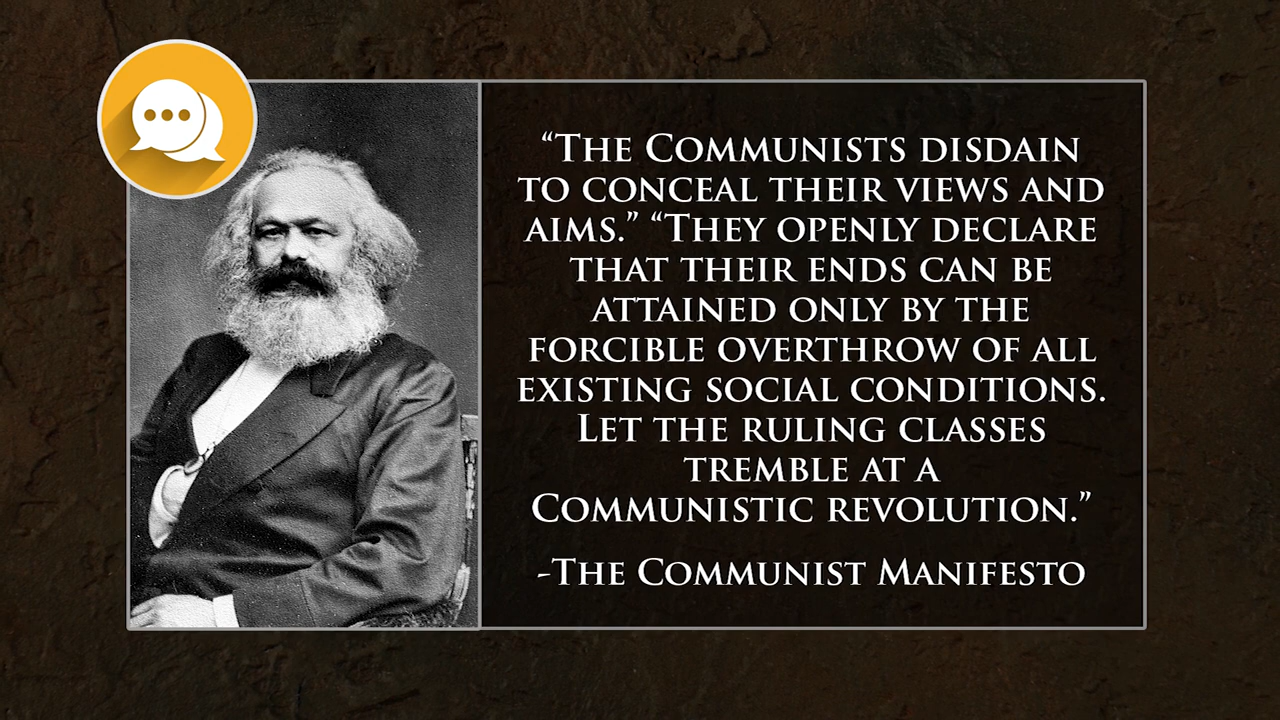 “The Communists disdain
to conceal their views and
aims.” “They openly declare
that their ends can be
attained only by the
forcible overthrow of all
existing social conditions.
Let the ruling classes
tremble at a
Communistic revolution.”
-The Communist Manifesto